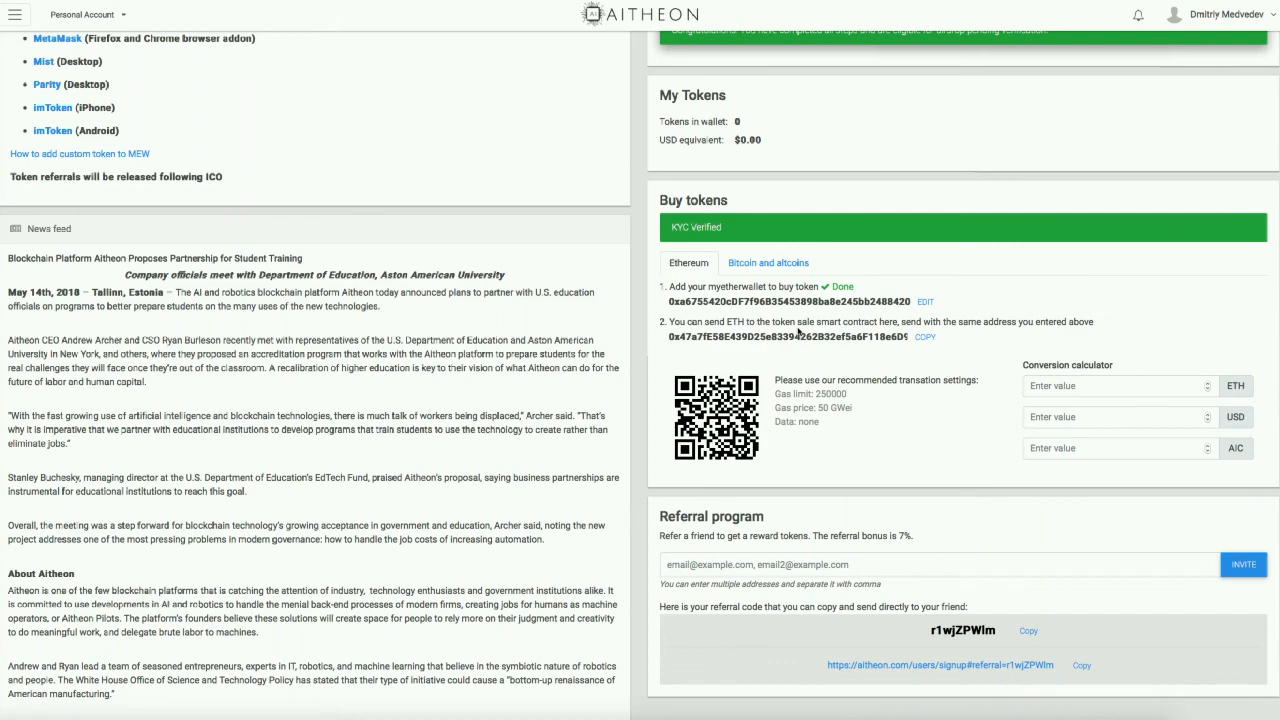 Personal Account
AITHEON
Dmitriy Medvedev
MetaMask (Firefox and Chrome browser addon)
Mist (Desktop)
Parity (Desktop)
imToken (iPhone)
imToken (Android)
How to add custom token to MEW
Token referrals will be released following ICO
News feed
Blockchain Platform Aitheon Proposes Partnership for Student Training
Company officials meet with Department of Education, Aston American University
May 14th, 2018 – Tallinn, Estonia – The AI and robotics blockchain platform Aitheon today announced plans to partner with U.S. education
officials on programs to better prepare students on the many uses of the new technologies.
Aitheon CEO Andrew Archer and CSO Ryan Burleson recently met with representatives of the U.S. Department of Education and Aston American
University in New York, and others, where they proposed an accreditation program that works with the Aitheon platform to prepare students for the
real challenges they will face once they're out of the classroom. A recalibration of higher education is key to their vision of what Aitheon can do for the
future of labor and human capital.
"With the fast growing use of artificial intelligence and blockchain technologies, there is much talk of workers being displaced," Archer said. "That's
why it is imperative that we partner with educational institutions to develop programs that train students to use the technology to create rather than
eliminate jobs."
Stanley Buchesky, managing director at the U.S. Department of Education's EdTech Fund, praised Aitheon's proposal, saying business partnerships are
instrumental for educational institutions to reach this goal.
Overall, the meeting was a step forward for blockchain technology's growing acceptance in government and education, Archer said, noting the new
project addresses one of the most pressing problems in modern governance: how to handle the job costs of increasing automation.
About Aitheon
Aitheon is one of the few blockchain platforms that is catching the attention of industry, technology enthusiasts and government institutions alike. It
is committed to use developments in AI and robotics to handle the menial back-end processes of modern firms, creating jobs for humans as machine
operators, or Aitheon Pilots. The platform's founders believe these solutions will create space for people to rely more on their judgment and creativity
to do meaningful work, and delegate brute labor to machines.
Andrew and Ryan lead a team of seasoned entrepreneurs, experts in IT, robotics, and machine learning that believe in the symbiotic nature of robotics
and people. The White House Office of Science and Technology Policy has stated that their type of initiative could cause a "bottom-up renaissance of
American manufacturing."
Congratulations! You have completed all steps and are eligible for airdrop pending verification.
My Tokens
Tokens in wallet: 0
USD equivalent: $0.00
Buy tokens
KYC Verified
Ethereum
Bitcoin and altcoins
1. Add your myetherwallet to buy token ✔ Done
0xa6755420cDF7f96B35453898ba8e245bb2488420 EDIT
2. You can send ETH to the token sale smart contract here, send with the same address you entered above
0x47a7fE58E439D25e83394262B32ef5a6F118e6D9 COPY
Please use our recommended transation settings:
Gas limit: 250000
Gas price: 50 GWei
Data: none
Conversion calculator
Enter value ETH
Enter value USD
Enter value AIC
Referral program
Refer a friend to get a reward tokens. The referral bonus is 7%.
email@example.com, email2@example.com INVITE
You can enter multiple addresses and separate it with comma
Here is your referral code that you can copy and send directly to your friend:
r1wjZPWlm Copy
https://aitheon.com/users/signup#referral=r1wjZPWlm Copy